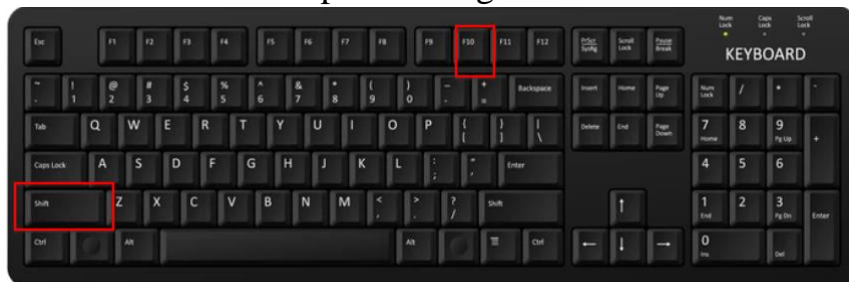 Num Lock Caps Lock Scroll Lock
KEYBOARD
Esc F1 F2 F3 F4 F5 F6 F7 F8 F9 F10 F11 F12 PrtScr SysRq Scroll Lock Pause Break
~ ! 1 @ 2 # 3 $ 4 % 5 ^ 6 & 7 * 8 ( 9 ) 0 - + = Backspace Insert Home Page Up Num Lock / * -
Tab Q W E R T Y U I O P { [ } ] | \ Delete End Page Down 7 Home 8 9 Pg Up +
Caps Lock A S D F G H J K L : ; " ' Enter 4 5 6
Shift Z X C V B N M < , > . ? / Shift ↑ 1 End 2 3 Pg Dn Enter
Ctrl Alt Alt Ctrl ← ↓ → 0 Ins Del